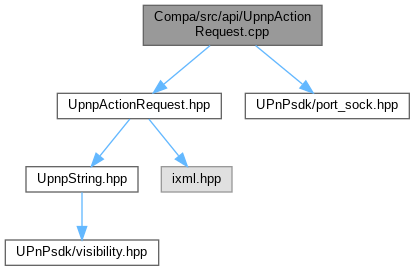 Compa/src/api/UpnpAction
Request.cpp
UpnpActionRequest.hpp
UPnPsdk/port_sock.hpp
UpnpString.hpp
ixml.hpp
UPnPsdk/visibility.hpp